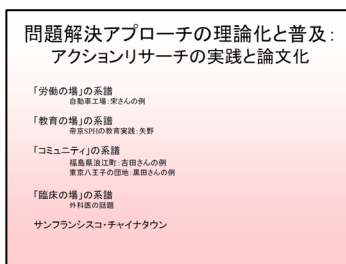 問題解決アプローチの理論化と普及：
アクションリサーチの実践と論文化
「労働の場」の系譜
自動車工場：宋さんの例
「教育の場」の系譜
帝京SPHの教育実践：矢野
「コミュニティ」の系譜
福島県浪江町：吉田さんの例
東京八王子の団地：黒田さんの例
「臨床の場」の系譜
外科医の話題
サンフランシスコ・チャイナタウン